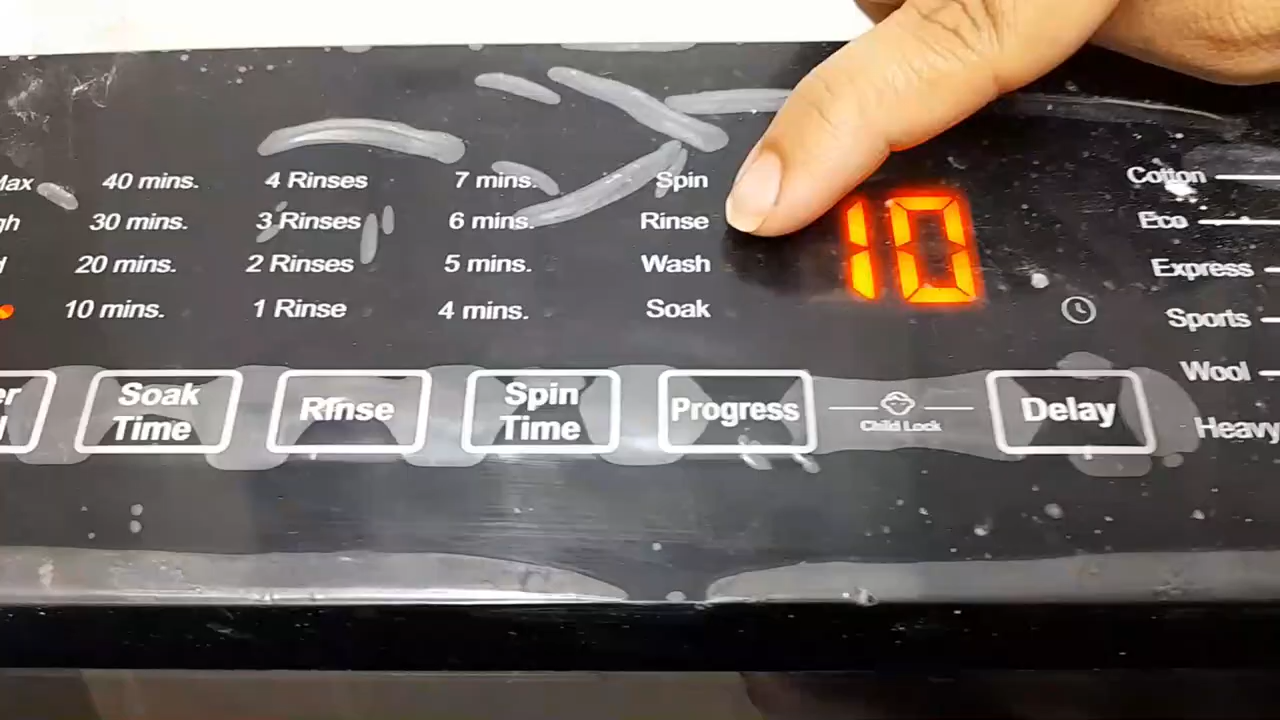 40 mins. 4 Rinses 7 mins. Spin
30 mins. 3 Rinses 6 mins. Rinse
20 mins. 2 Rinses 5 mins. Wash
10 mins. 1 Rinse 4 mins. Soak
10
Cotton
Eco
Express
Sports
Wool
Heavy
Soak Time
Rinse
Spin Time
Progress
Child Lock
Delay